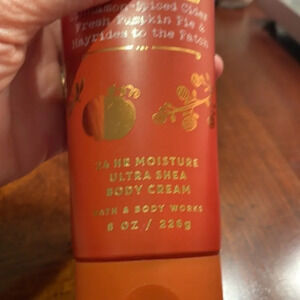 Cinnamon-Spiced Cider
Fresh Pumpkin Pie &
Hayrides to the Patch
24 HR MOISTURE
ULTRA SHEA
BODY CREAM
BATH & BODY WORKS
8 OZ / 226g